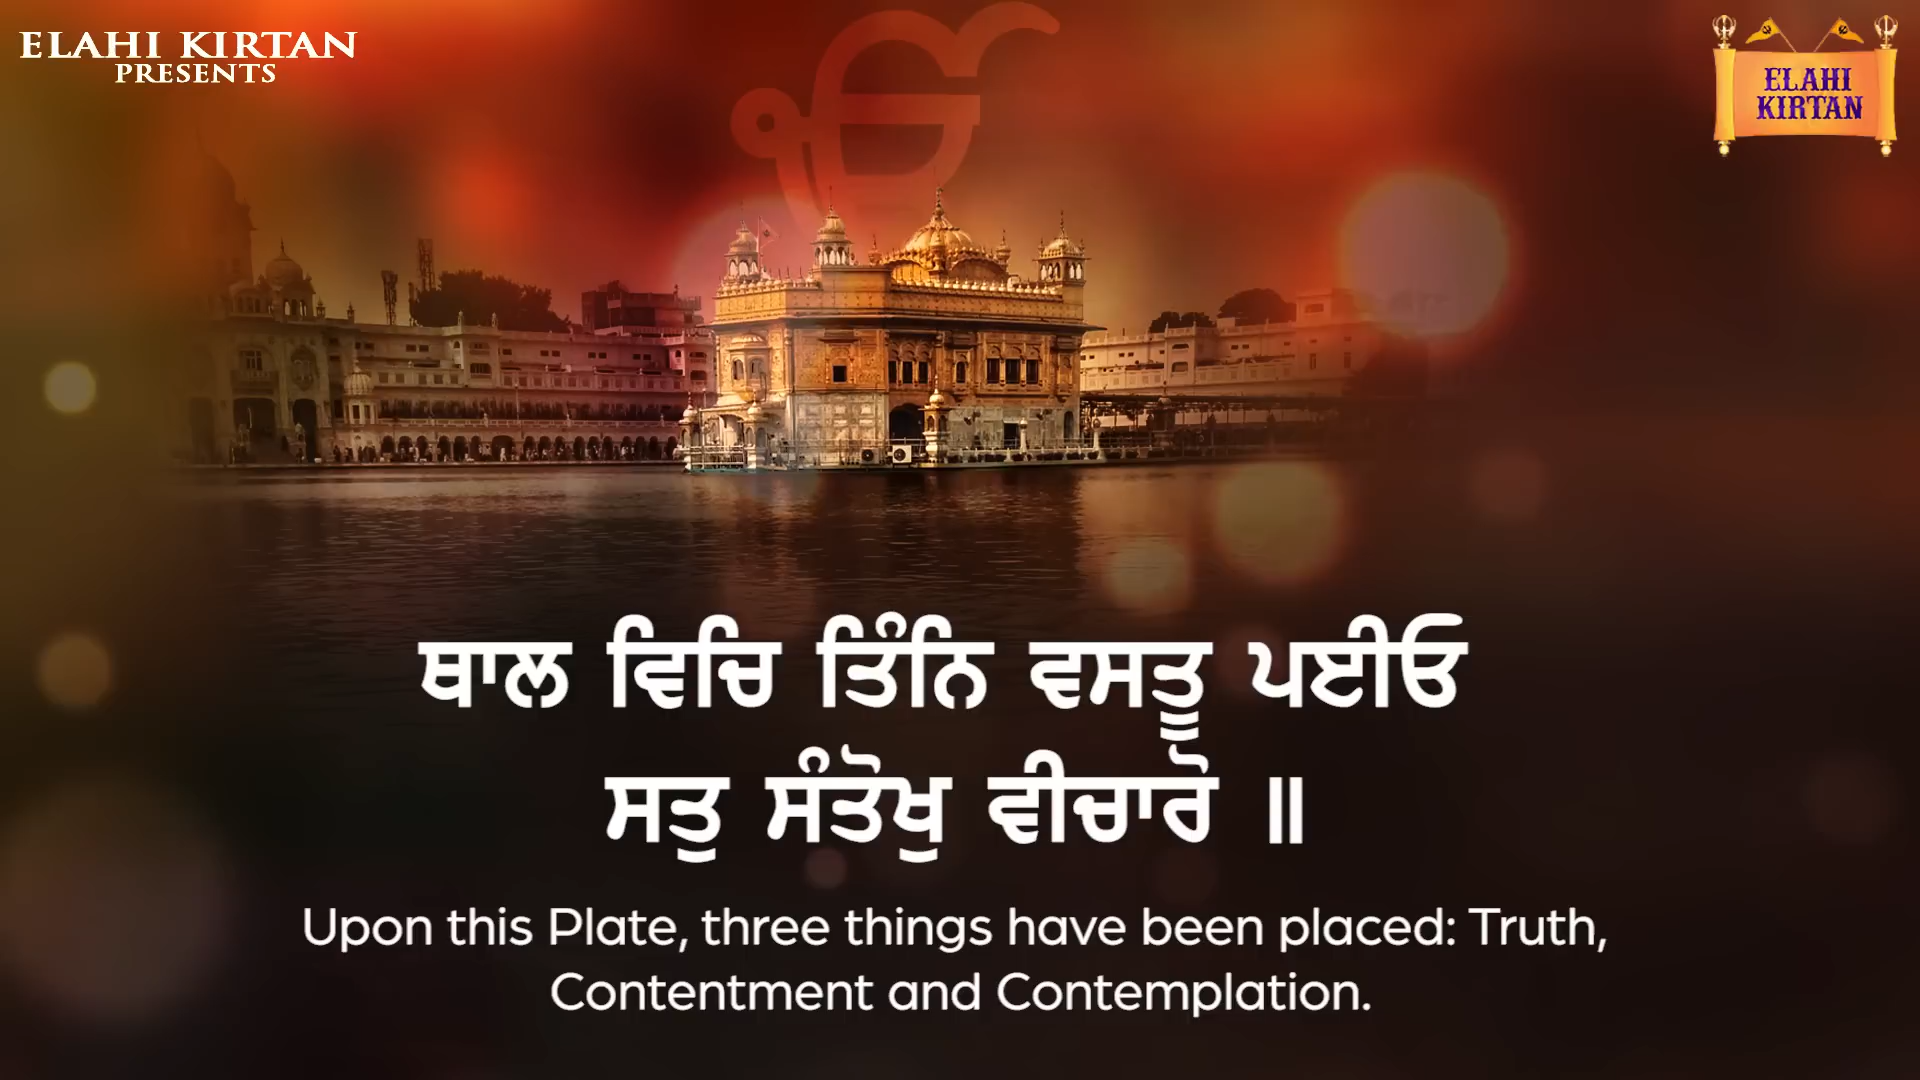 ELAHI KIRTAN
PRESENTS
ELAHI
KIRTAN
ੴ
ਥਾਲ ਵਿਚਿ ਤਿੰਨਿ ਵਸਤੂ ਪਈਓ
ਸਤੁ ਸੰਤੋਖੁ ਵੀਚਾਰੋ ॥
Upon this Plate, three things have been placed: Truth,
Contentment and Contemplation.